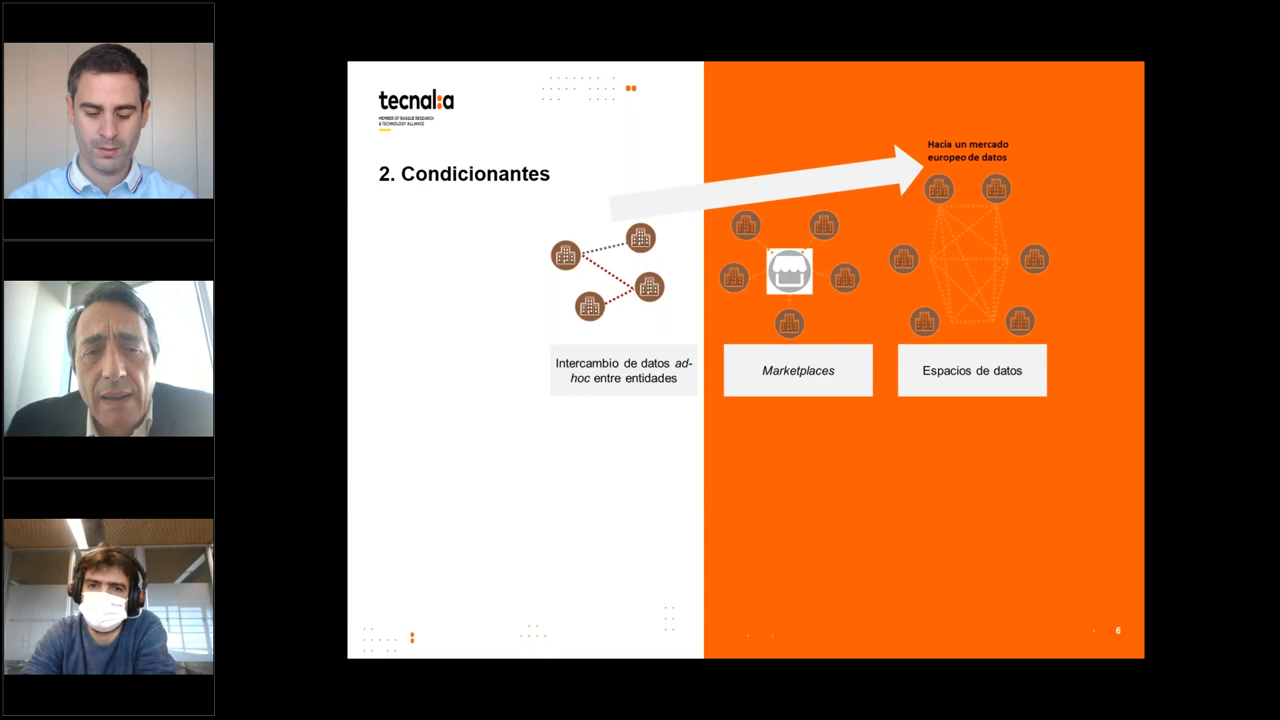 tecnal:a
MEMBER OF BASQUE RESEARCH
& TECHNOLOGY ALLIANCE
2. Condicionantes
Hacia un mercado
europeo de datos
Intercambio de datos ad-
hoc entre entidades
Marketplaces
Espacios de datos
6